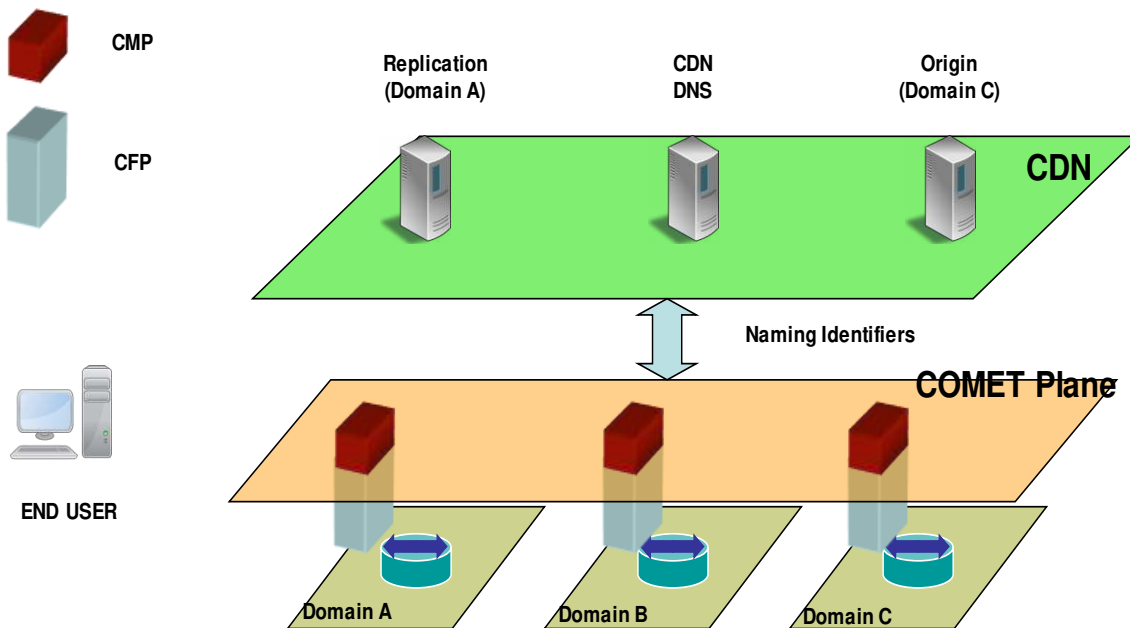 CMP
CFP
Replication
(Domain A)
CDN
DNS
Origin
(Domain C)
CDN
Naming Identifiers
COMET Plane
END USER
Domain A
Domain B
Domain C